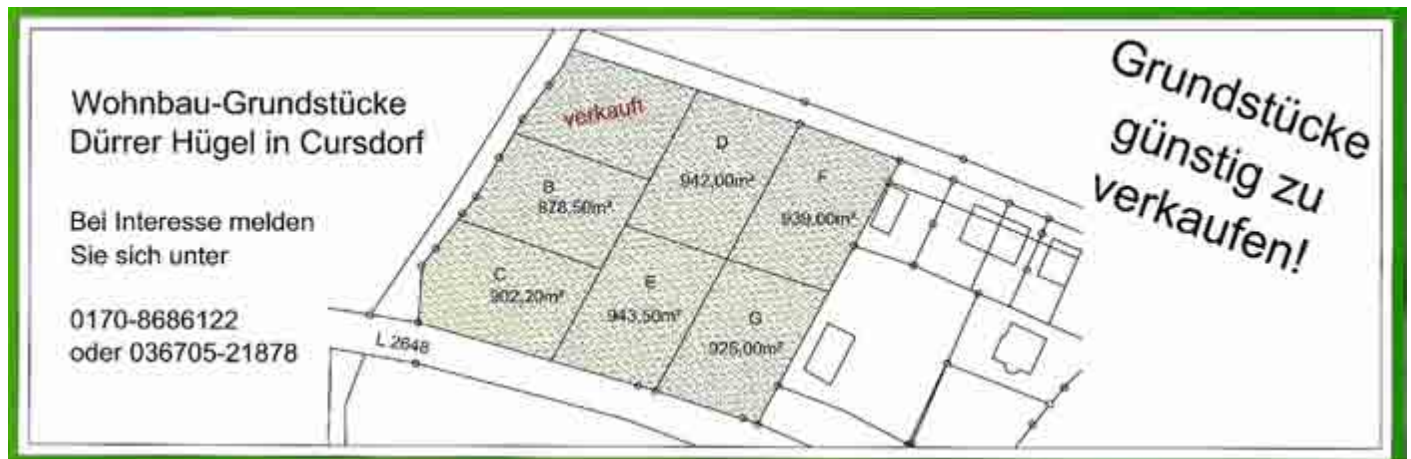 Wohnbau-Grundstücke
Dürrer Hügel in Cursdorf
Bei Interesse melden
Sie sich unter
0170-8686122
oder 036705-21878
verkauft
B
878,50m²
C
902,20m²
D
942,00m²
E
943,50m²
F
939,00m²
G
925,00m²
L 2648
Grundstücke
günstig zu
verkaufen!